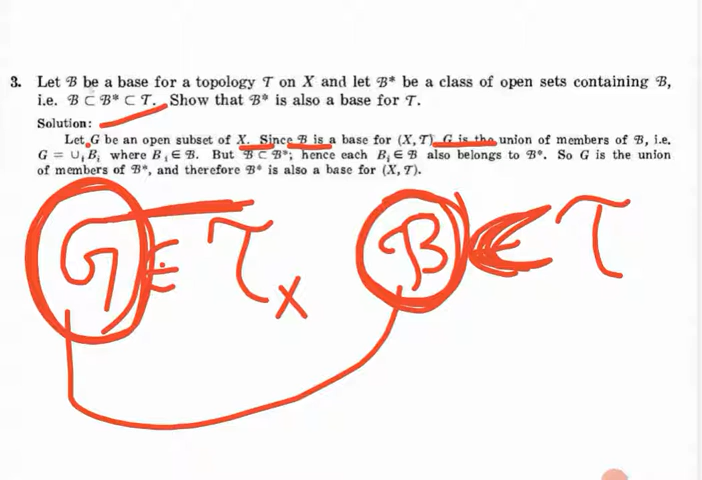 3. Let ℬ be a base for a topology 𝒯 on X and let ℬ* be a class of open sets containing ℬ,
i.e. ℬ ⊂ ℬ* ⊂ 𝒯. Show that ℬ* is also a base for 𝒯.
Solution:
Let G be an open subset of X. Since ℬ is a base for (X, 𝒯) G is the union of members of ℬ, i.e.
G = ∪ᵢ Bᵢ where Bᵢ ∈ ℬ. But ℬ ⊂ ℬ*; hence each Bᵢ ∈ ℬ also belongs to ℬ*. So G is the union
of members of ℬ*, and therefore ℬ* is also a base for (X, 𝒯).
G ∈ 𝒯 X ℬ ∈ 𝒯